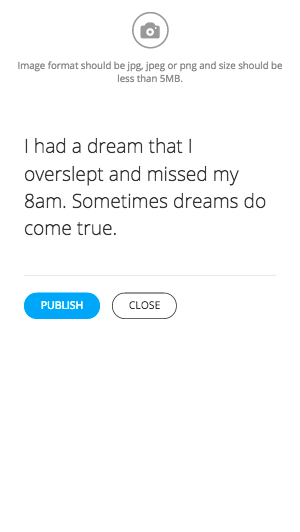 Image format should be jpg, jpeg or png and size should be
less than 5MB.
I had a dream that I
overslept and missed my
8am. Sometimes dreams do
come true.
PUBLISH CLOSE